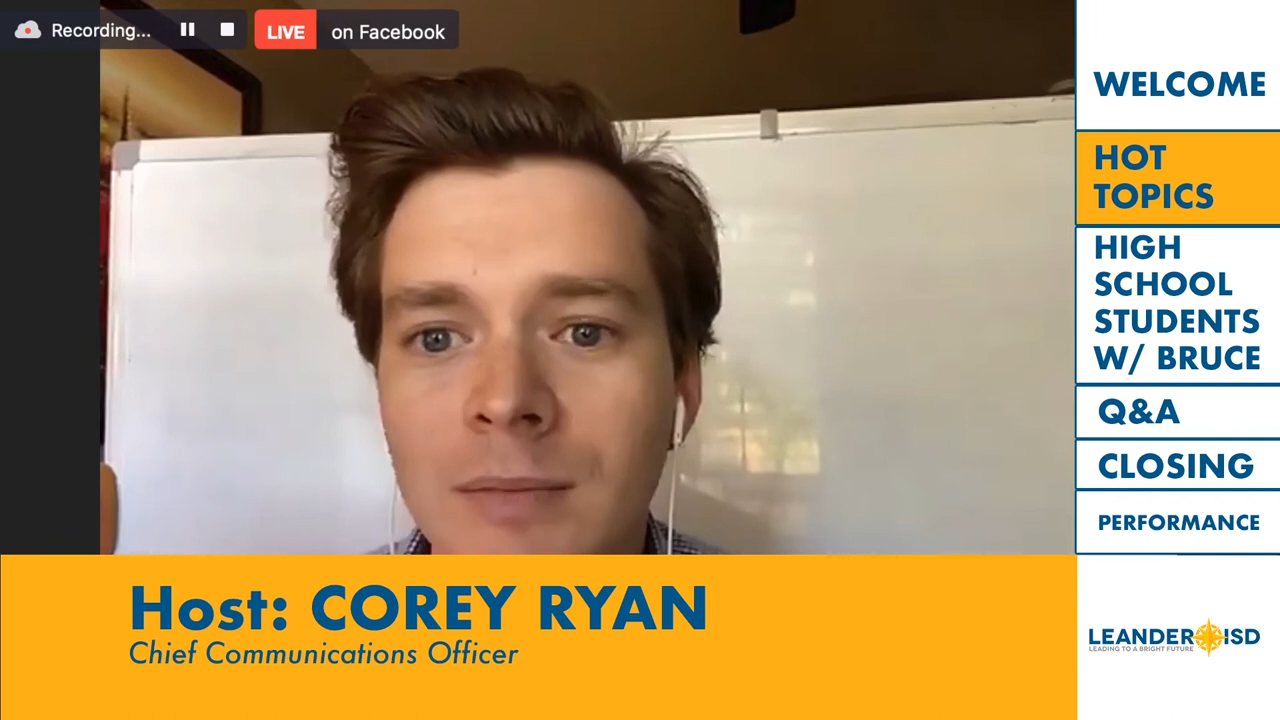 Recording...
LIVE on Facebook
WELCOME
HOT
TOPICS
HIGH
SCHOOL
STUDENTS
W/ BRUCE
Q&A
CLOSING
PERFORMANCE
Host: COREY RYAN
Chief Communications Officer
LEANDER ISD
LEADING TO A BRIGHT FUTURE